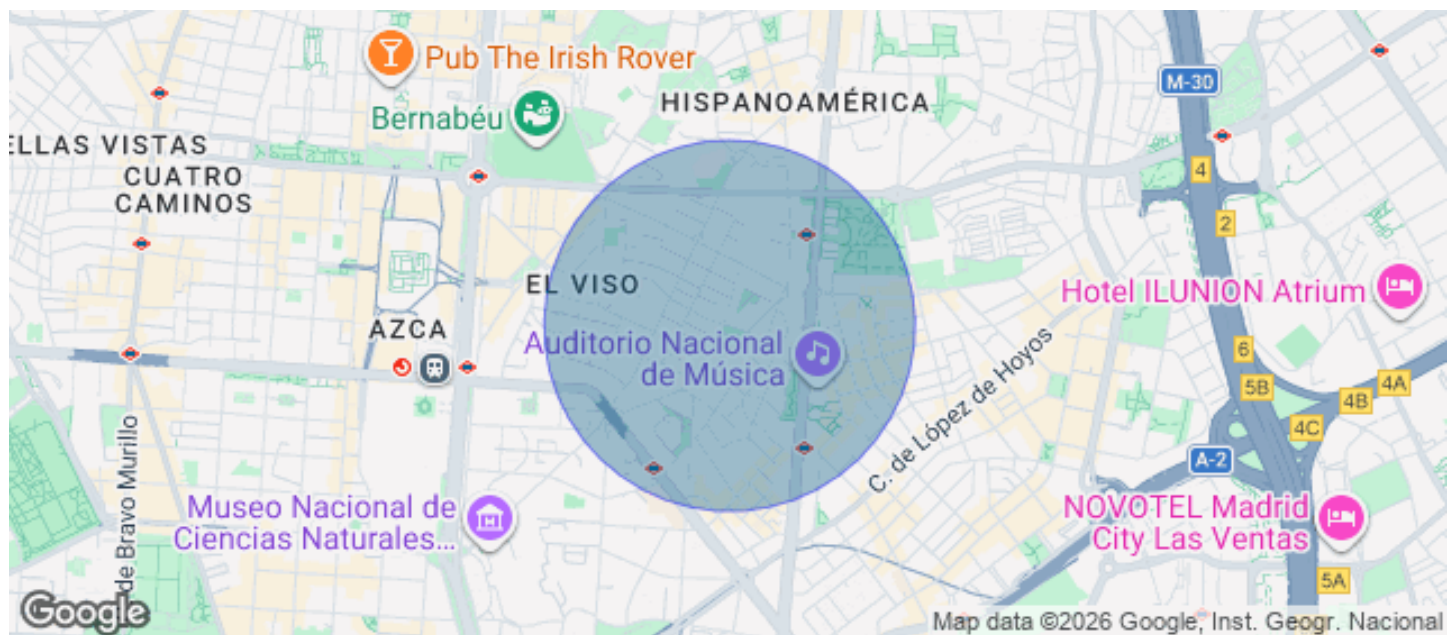 Pub The Irish Rover
M-30
Bernabéu
HISPANOAMÉRICA
ELLAS VISTAS
CUATRO
CAMINOS
4
2
EL VISO
Hotel ILUNION Atrium
AZCA
Auditorio Nacional
de Música
6
5B
4A
4B
4C
C. de López de Hoyos
de Bravo Murillo
A-2
Museo Nacional de
Ciencias Naturales...
NOVOTEL Madrid
City Las Ventas
5A
Google
Map data ©2026 Google, Inst. Geogr. Nacional